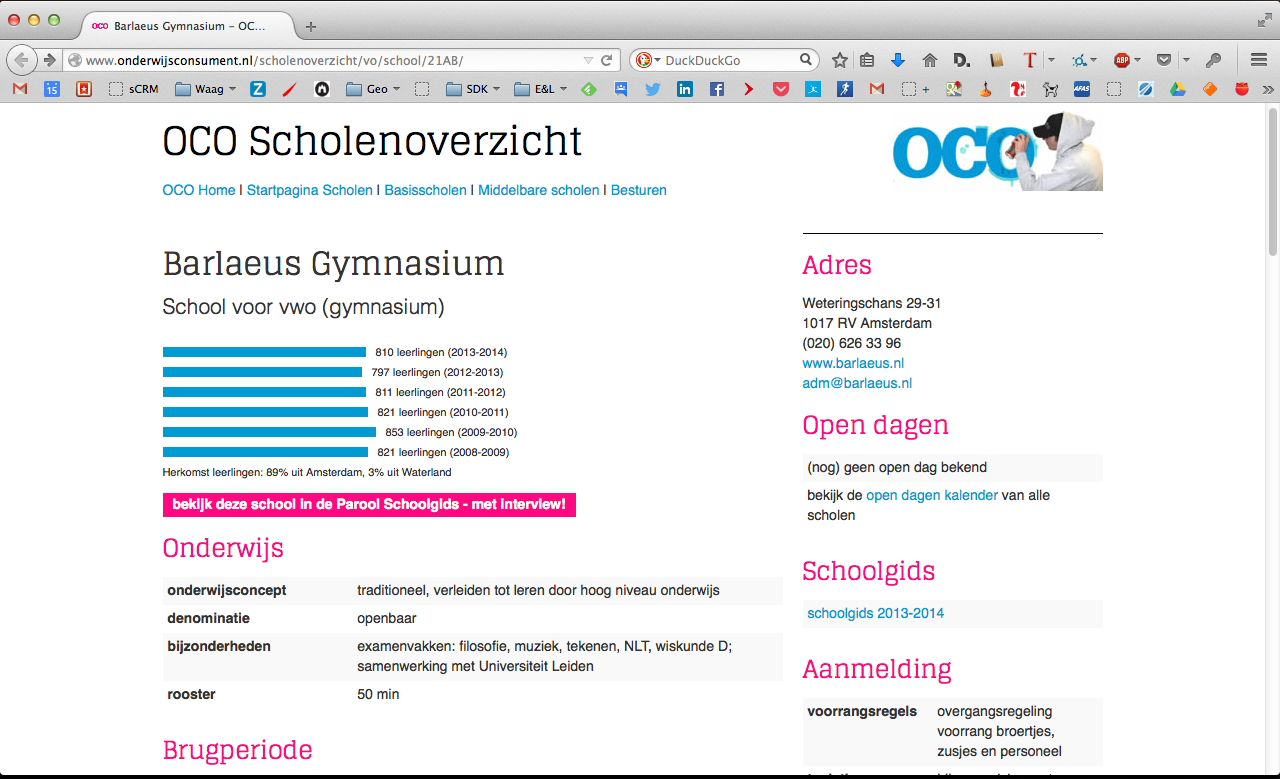 Barlaeus Gymnasium – OC...
www.onderwijsconsument.nl/scholenoverzicht/vo/school/21AB/
DuckDuckGo
D.
T
ABP
15
sCRM
Waag
Z
Geo
SDK
E&L
+
AFAS
OCO Scholenoverzicht
oco
OCO Home | Startpagina Scholen | Basisscholen | Middelbare scholen | Besturen
Barlaeus Gymnasium
School voor vwo (gymnasium)
810 leerlingen (2013-2014)
797 leerlingen (2012-2013)
811 leerlingen (2011-2012)
821 leerlingen (2010-2011)
853 leerlingen (2009-2010)
821 leerlingen (2008-2009)
Herkomst leerlingen: 89% uit Amsterdam, 3% uit Waterland
bekijk deze school in de Parool Schoolgids - met interview!
Onderwijs
onderwijsconcept traditioneel, verleiden tot leren door hoog niveau onderwijs
denominatie openbaar
bijzonderheden examenvakken: filosofie, muziek, tekenen, NLT, wiskunde D;
samenwerking met Universiteit Leiden
rooster 50 min
Brugperiode
Adres
Weteringschans 29-31
1017 RV Amsterdam
(020) 626 33 96
www.barlaeus.nl
adm@barlaeus.nl
Open dagen
(nog) geen open dag bekend
bekijk de open dagen kalender van alle
scholen
Schoolgids
schoolgids 2013-2014
Aanmelding
voorrangsregels overgangsregeling
voorrang broertjes,
zusjes en personeel